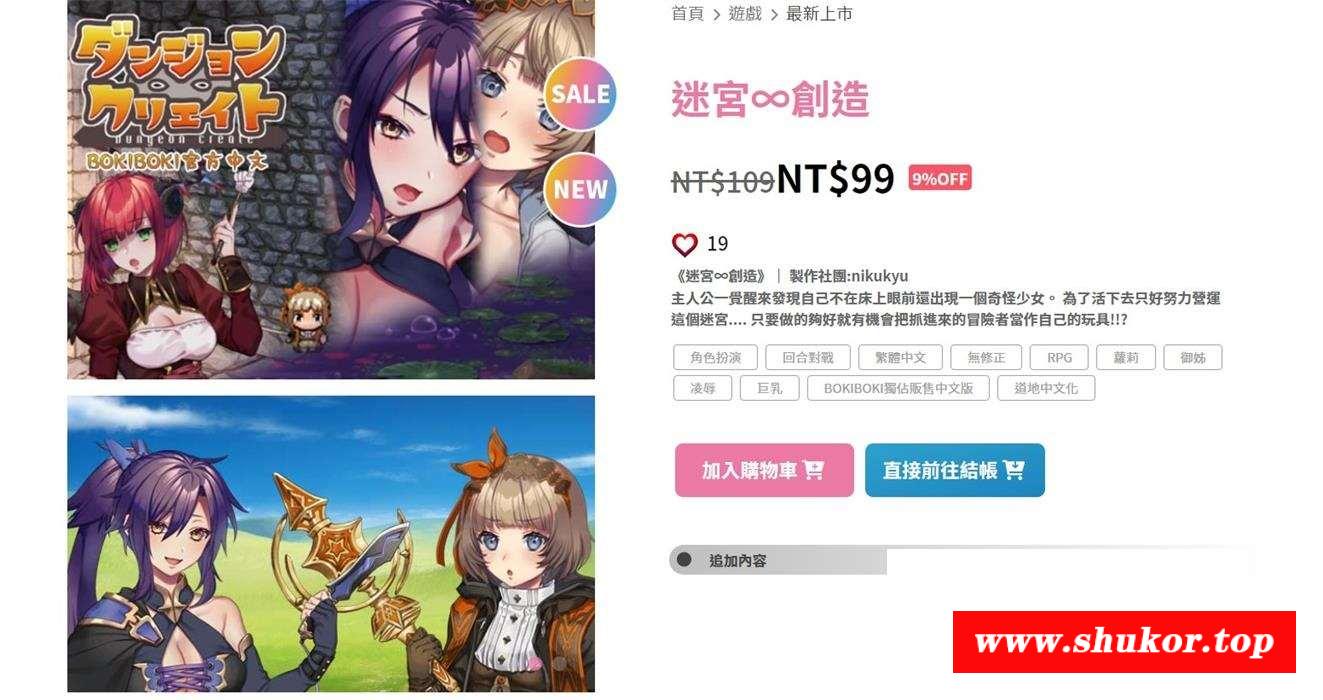 首頁 > 遊戲 > 最新上市
ダンジョン
クリエイト
Dungeon Create
BOKIBOKI官方中文
SALE
NEW
迷宮∞創造
NT$109NT$99 9%OFF
19
《迷宮∞創造》｜ 製作社團:nikukyu
主人公一覺醒來發現自己不在床上眼前還出現一個奇怪少女。 為了活下去只好努力營運
這個迷宮.... 只要做的夠好就有機會把抓進來的冒險者當作自己的玩具!!?
角色扮演 回合對戰 繁體中文 無修正 RPG 蘿莉 御姊
凌辱 巨乳 BOKIBOKI獨佔販售中文版 道地中文化
加入購物車 直接前往結帳
追加內容
www.shukor.top